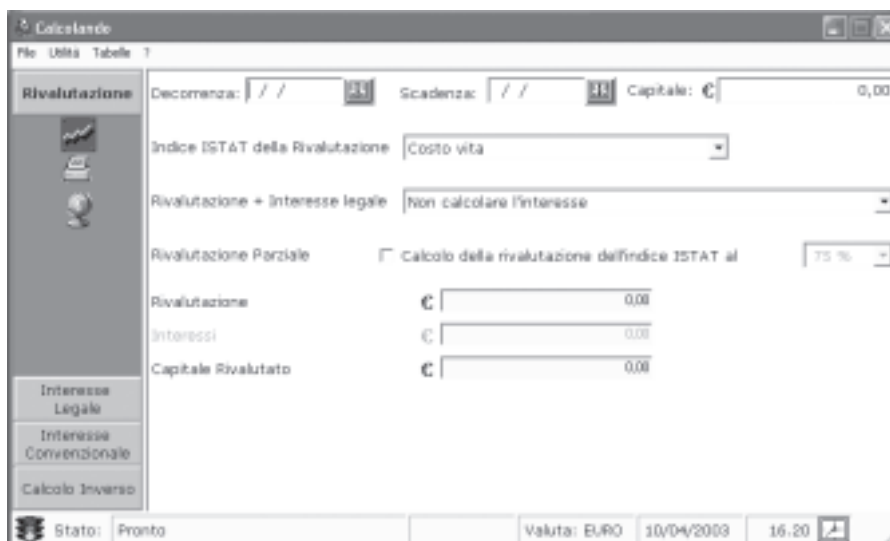 Calcolando
File Utilità Tabelle ?
Rivalutazione
Decorrenza: / / Scadenza: / / Capitale: € 0,00
Indice ISTAT della Rivalutazione Costo vita
Rivalutazione + Interesse legale Non calcolare l'interesse
Rivalutazione Parziale Calcolo della rivalutazione dell'indice ISTAT al 75 %
Rivalutazione € 0,00
Interessi € 0,00
Capitale Rivalutato € 0,00
Interesse
Legale
Interesse
Convenzionale
Calcolo Inverso
Stato: Pronto Valuta: EURO 10/04/2003 16.20